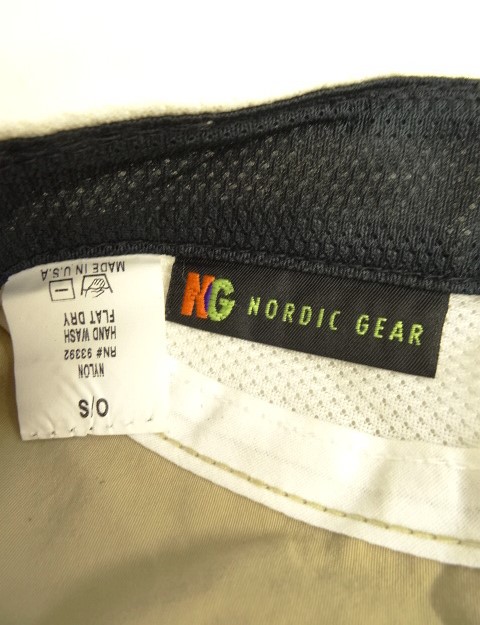 O/S
NYLON
RN# 93392
HAND WASH
FLAT DRY
MADE IN U.S.A
NG NORDIC GEAR